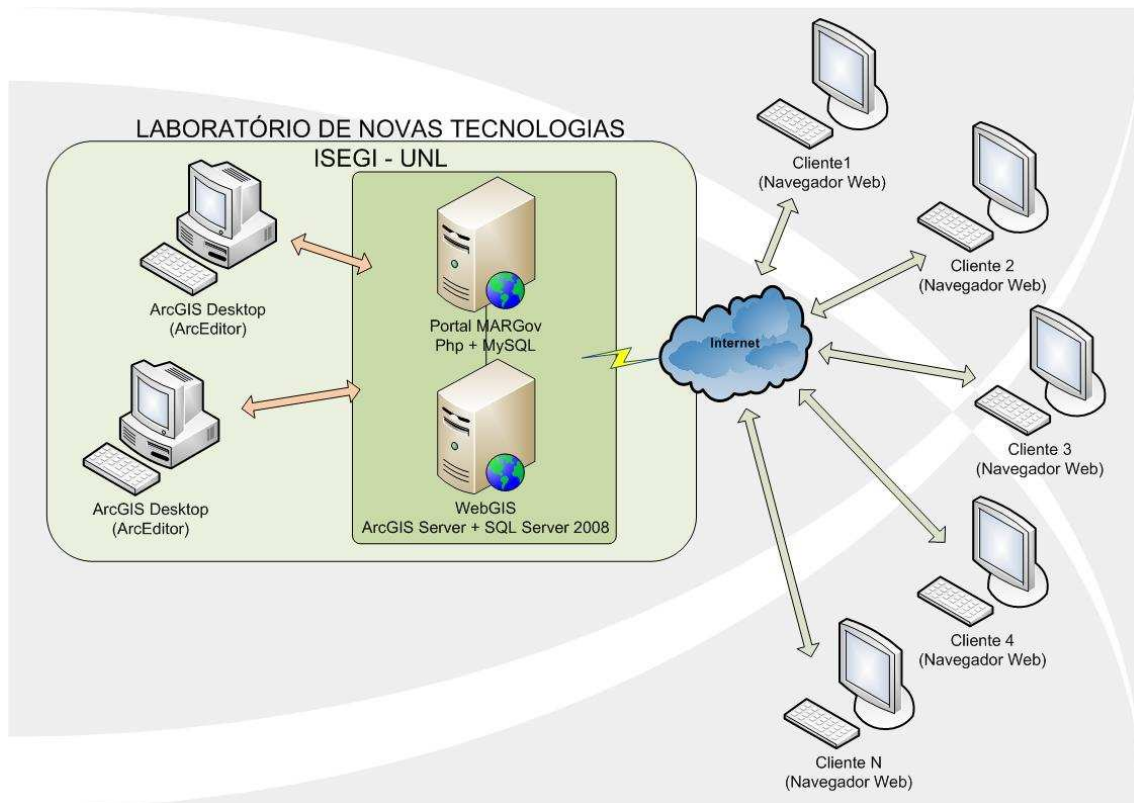 LABORATÓRIO DE NOVAS TECNOLOGIAS
ISEGI - UNL
ArcGIS Desktop
(ArcEditor)
ArcGIS Desktop
(ArcEditor)
Portal MARGov
Php + MySQL
WebGIS
ArcGIS Server + SQL Server 2008
Internet
Cliente1
(Navegador Web)
Cliente 2
(Navegador Web)
Cliente 3
(Navegador Web)
Cliente 4
(Navegador Web)
Cliente N
(Navegador Web)